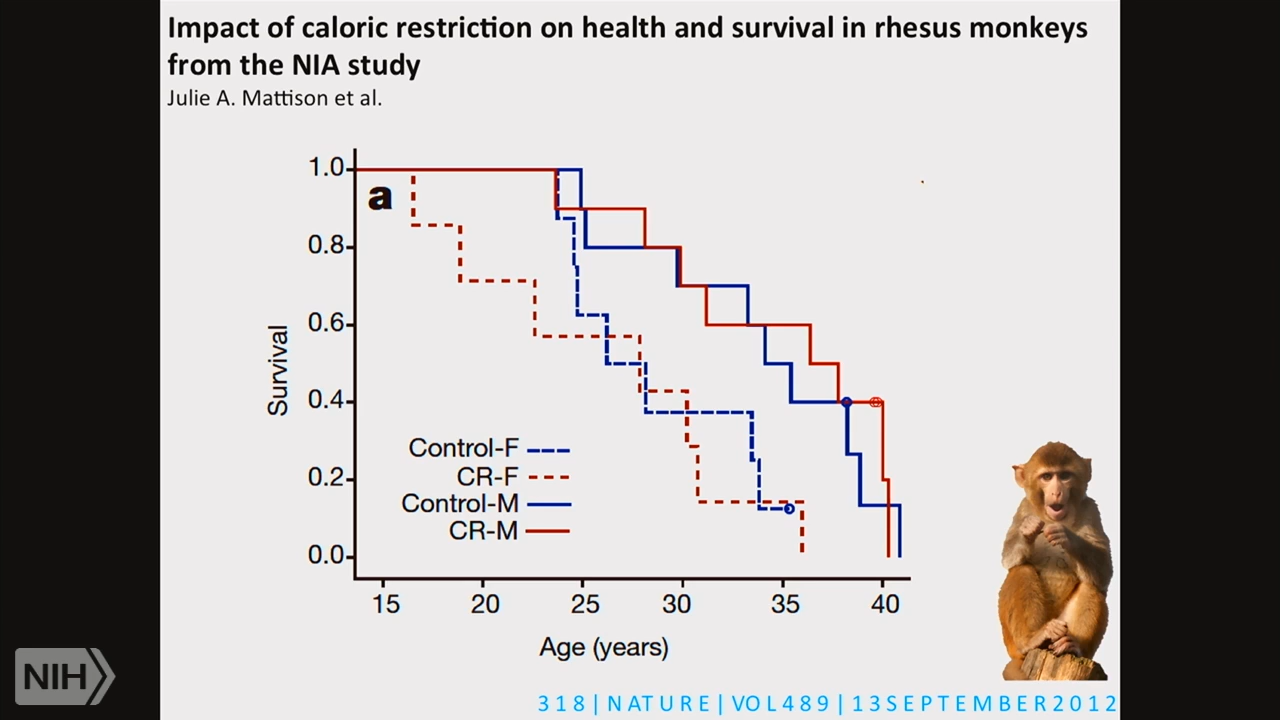 Impact of caloric restriction on health and survival in rhesus monkeys
from the NIA study
Julie A. Mattison et al.
a
1.0
0.8
0.6
0.4
0.2
0.0
Survival
Control-F
CR-F
Control-M
CR-M
15 20 25 30 35 40
Age (years)
NIH
318 | NATURE | VOL 489 | 13 SEPTEMBER 2012